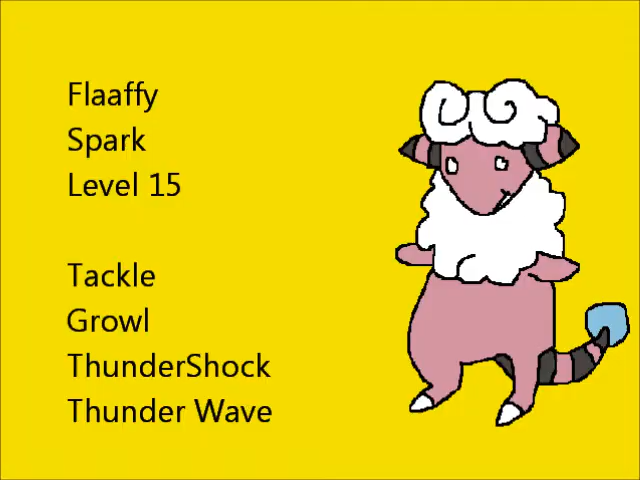 Flaaffy
Spark
Level 15
Tackle
Growl
ThunderShock
Thunder Wave